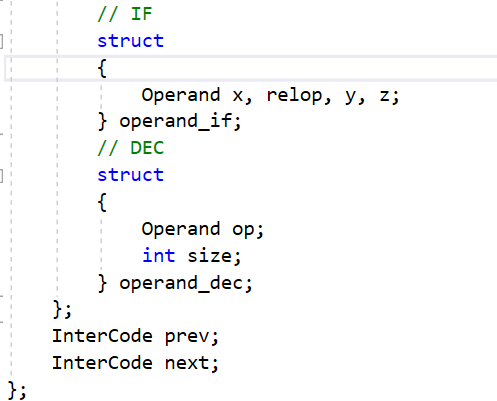 // IF
struct
{
Operand x, relop, y, z;
} operand_if;
// DEC
struct
{
Operand op;
int size;
} operand_dec;
};
InterCode prev;
InterCode next;
};